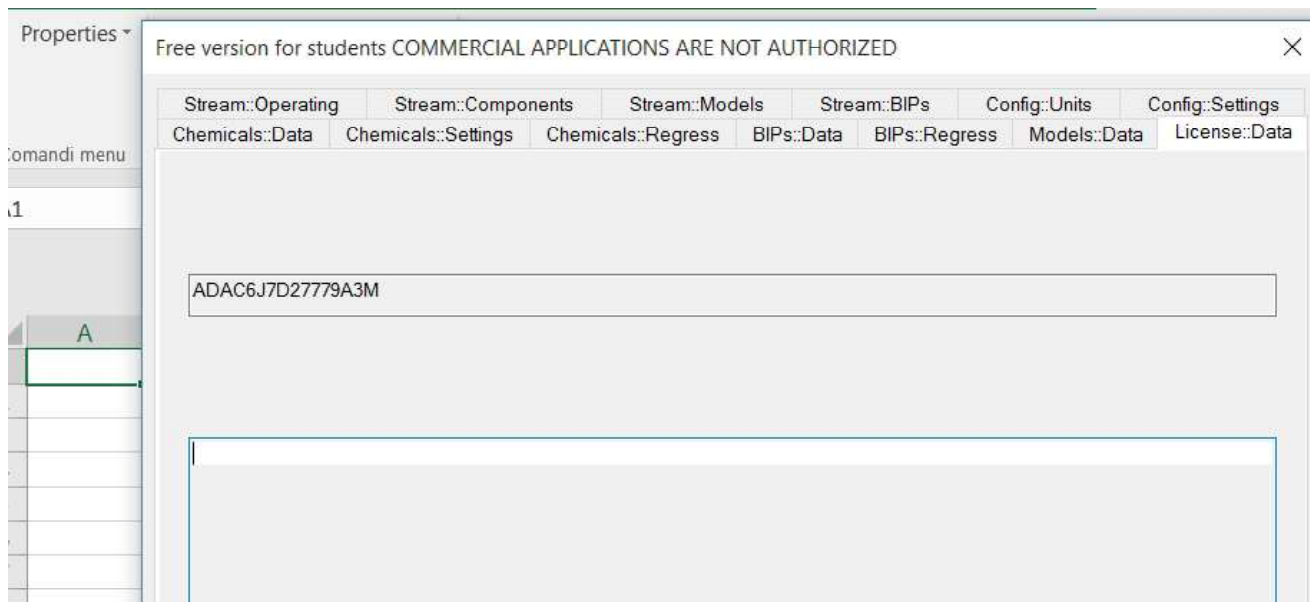 Properties
Free version for students COMMERCIAL APPLICATIONS ARE NOT AUTHORIZED
Stream::Operating Stream::Components Stream::Models Stream::BIPs Config::Units Config::Settings
Chemicals::Data Chemicals::Settings Chemicals::Regress BIPs::Data BIPs::Regress Models::Data License::Data
omandi menu
1
ADAC6J7D27779A3M
A